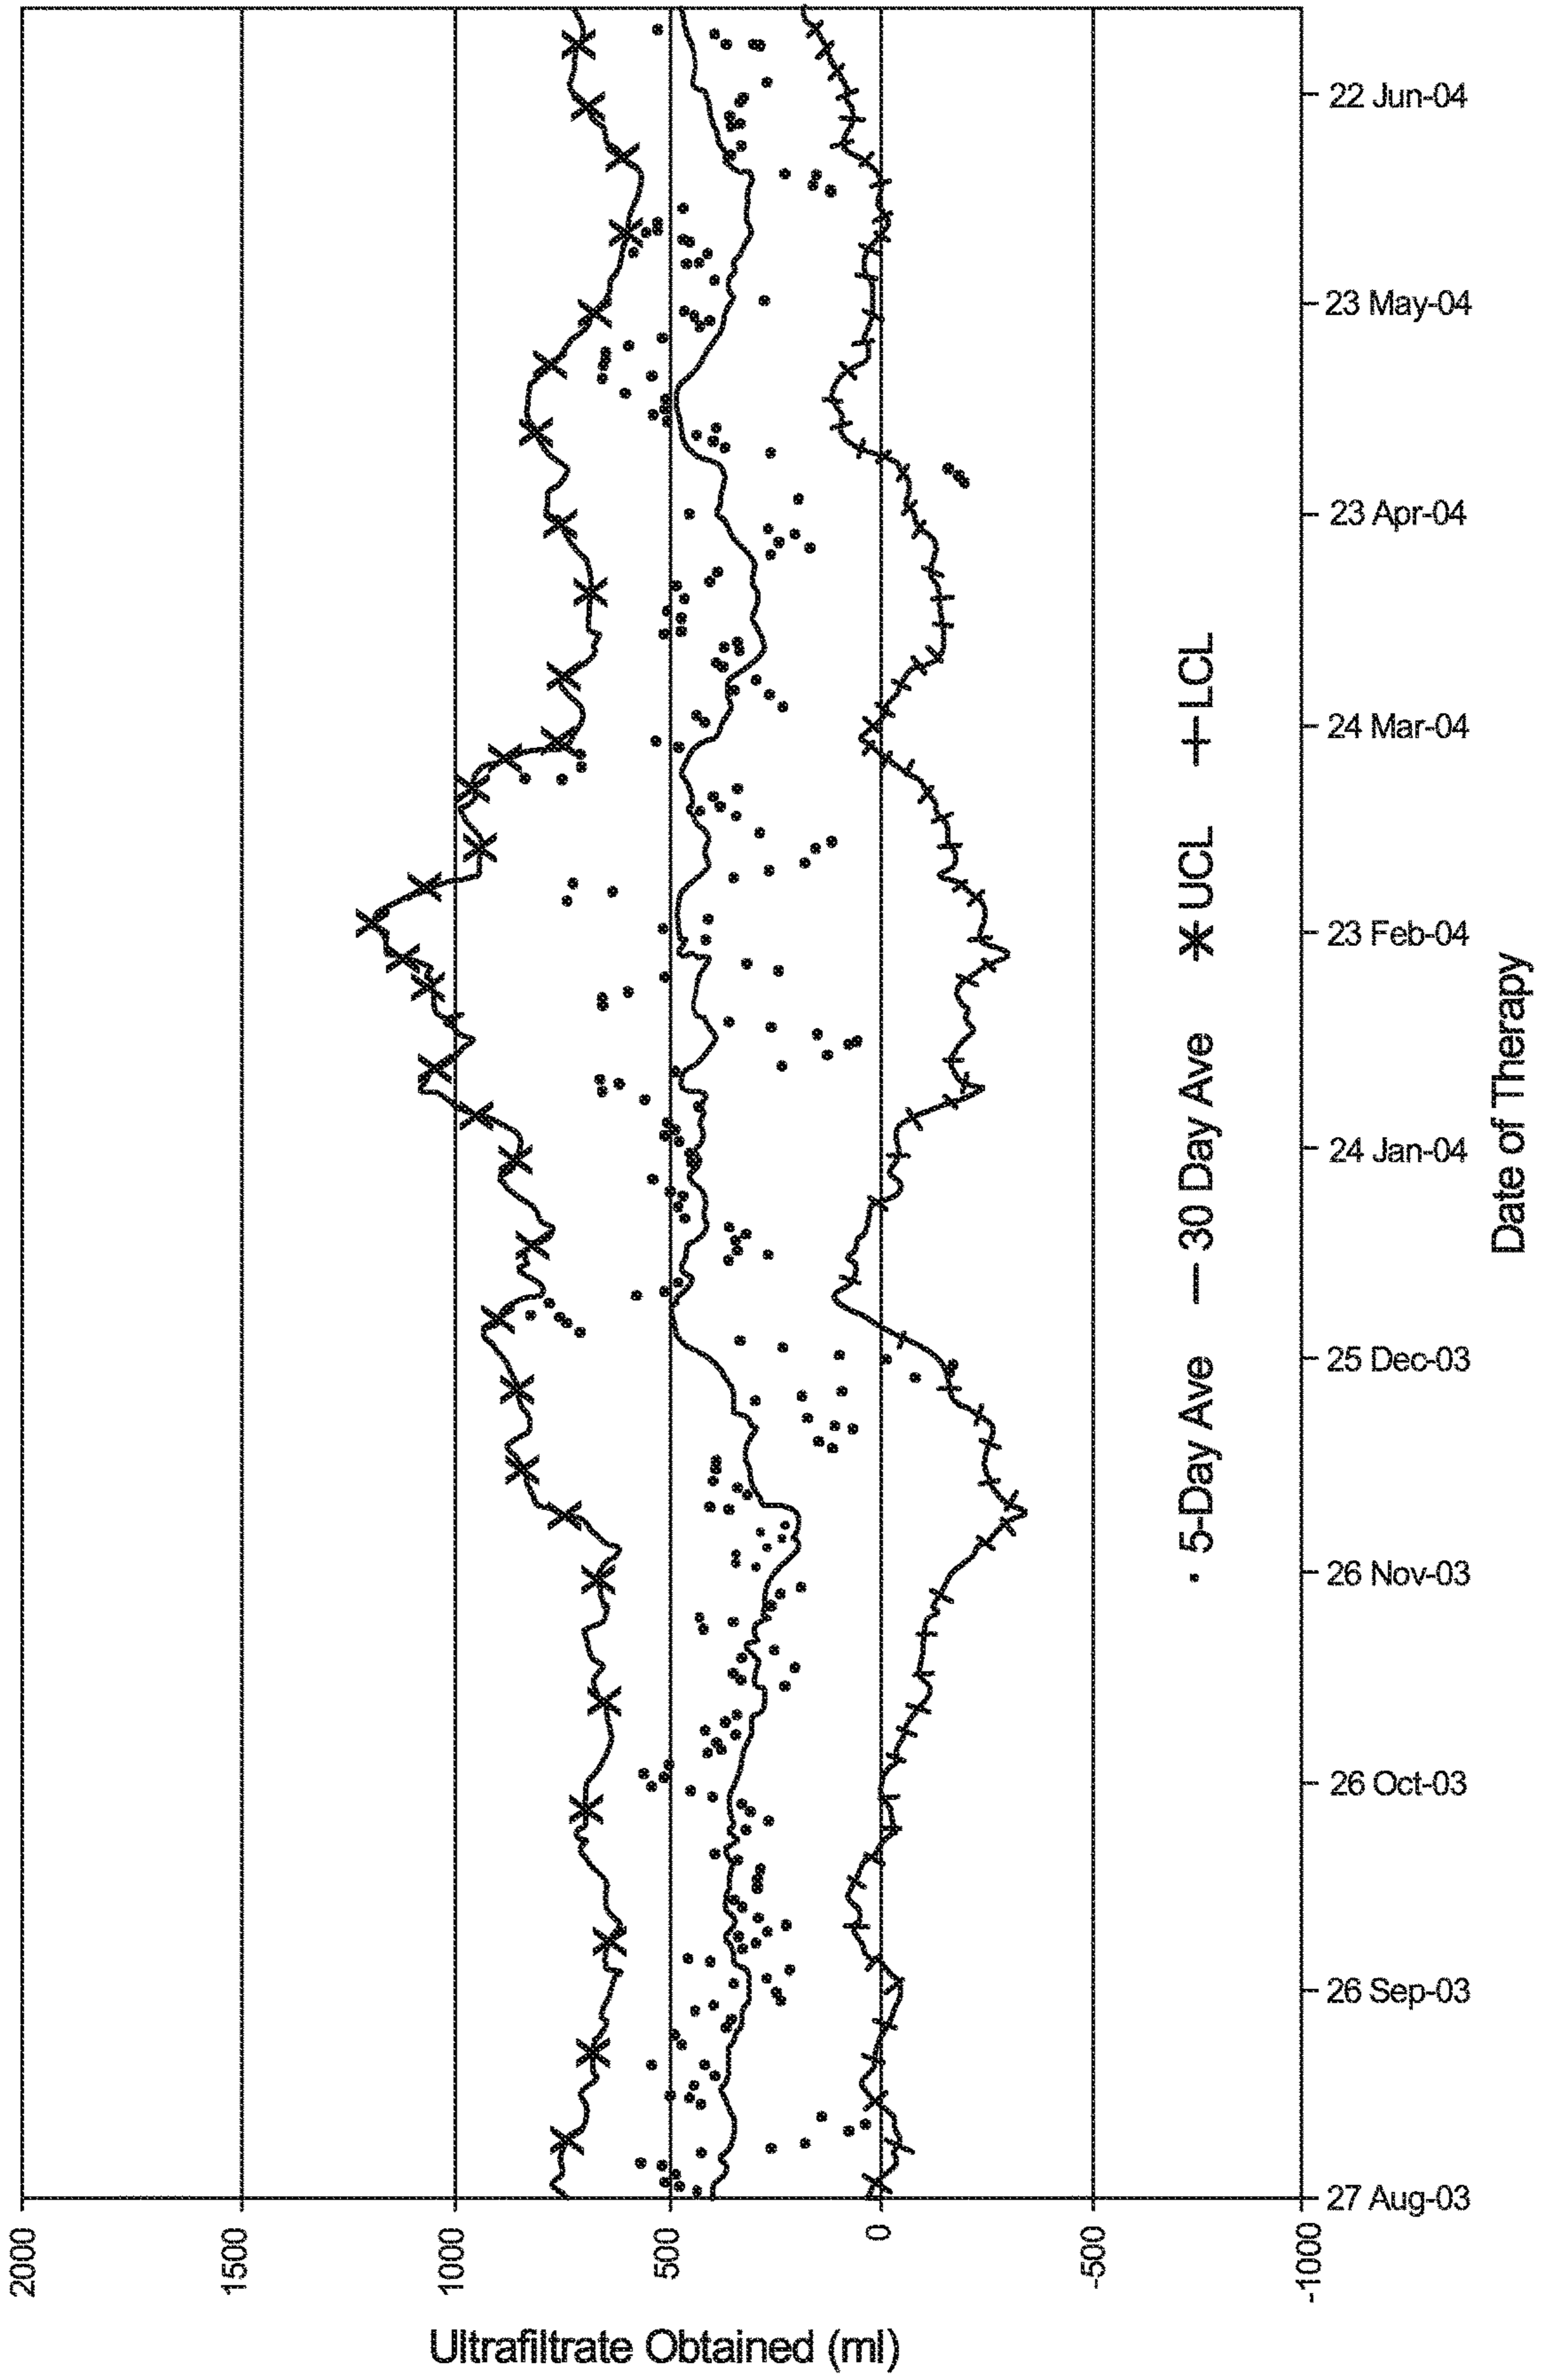 Ultrafiltrate Obtained (ml)
2000
1500
1000
500
0
-500
-1000
27 Aug-03
26 Sep-03
26 Oct-03
26 Nov-03
25 Dec-03
24 Jan-04
23 Feb-04
24 Mar-04
23 Apr-04
23 May-04
22 Jun-04
5-Day Ave 30 Day Ave UCL LCL
Date of Therapy